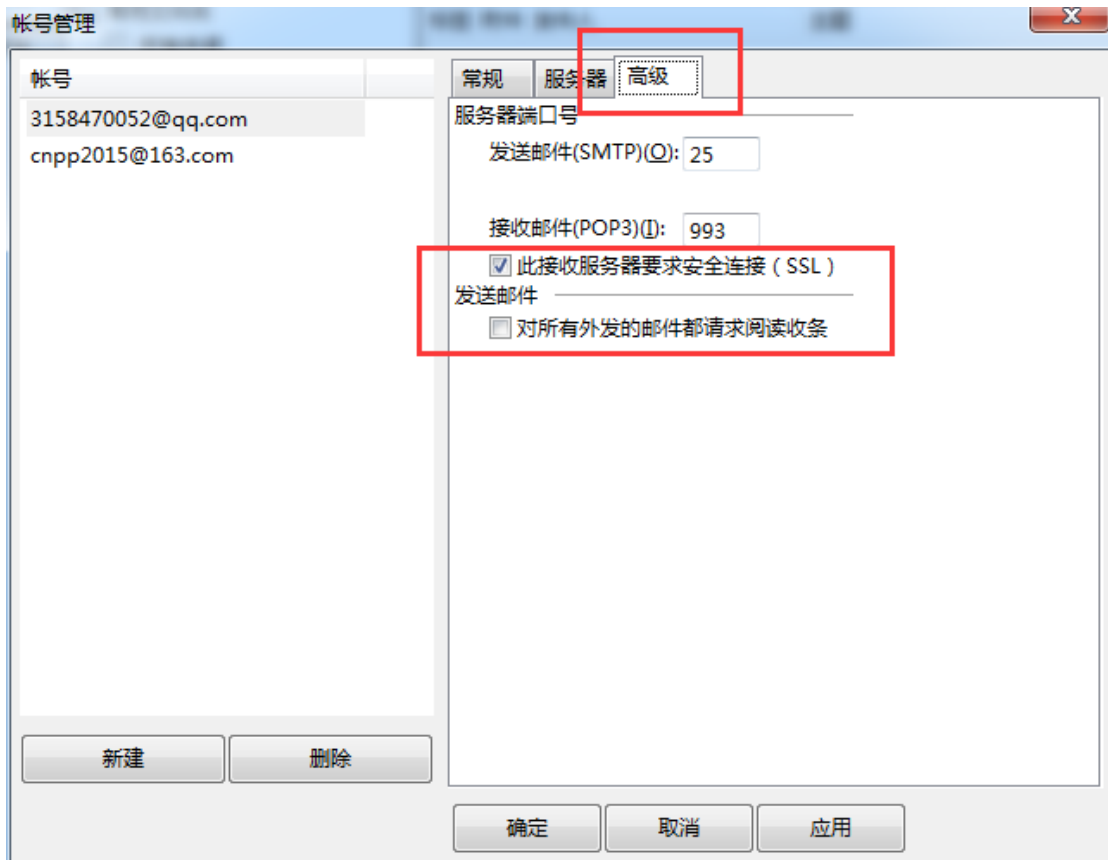 帐号管理
X
帐号
3158470052@qq.com
cnpp2015@163.com
常规 服务器 高级
服务器端口号
发送邮件(SMTP)(O): 25
接收邮件(POP3)(I): 993
此接收服务器要求安全连接（SSL）
发送邮件
对所有外发的邮件都请求阅读收条
新建 删除
确定 取消 应用